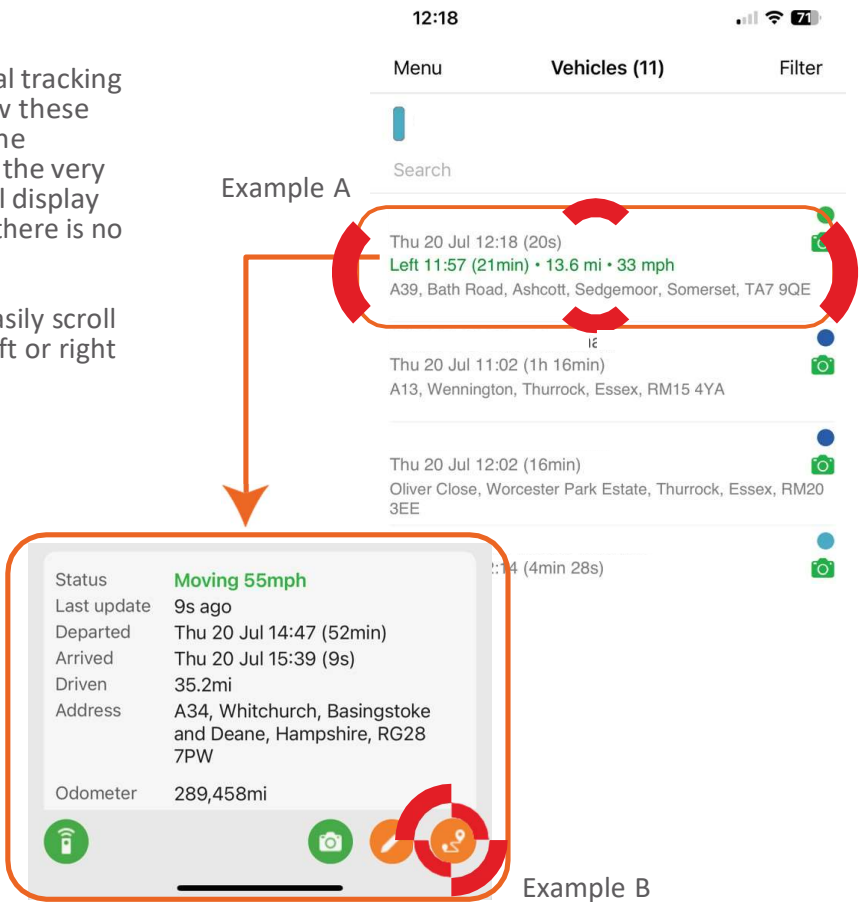 12:18
71
Menu
Vehicles (11)
Filter
al tracking
w these
he
the very
l display
there is no
asily scroll
ft or right
Search
Example A
Thu 20 Jul 12:18 (20s)
Left 11:57 (21min) • 13.6 mi • 33 mph
A39, Bath Road, Ashcott, Sedgemoor, Somerset, TA7 9QE
Thu 20 Jul 11:02 (1h 16min)
A13, Wennington, Thurrock, Essex, RM15 4YA
Thu 20 Jul 12:02 (16min)
Oliver Close, Worcester Park Estate, Thurrock, Essex, RM20
3EE
:14 (4min 28s)
Status Moving 55mph
Last update 9s ago
Departed Thu 20 Jul 14:47 (52min)
Arrived Thu 20 Jul 15:39 (9s)
Driven 35.2mi
Address A34, Whitchurch, Basingstoke
and Deane, Hampshire, RG28
7PW
Odometer 289,458mi
Example B